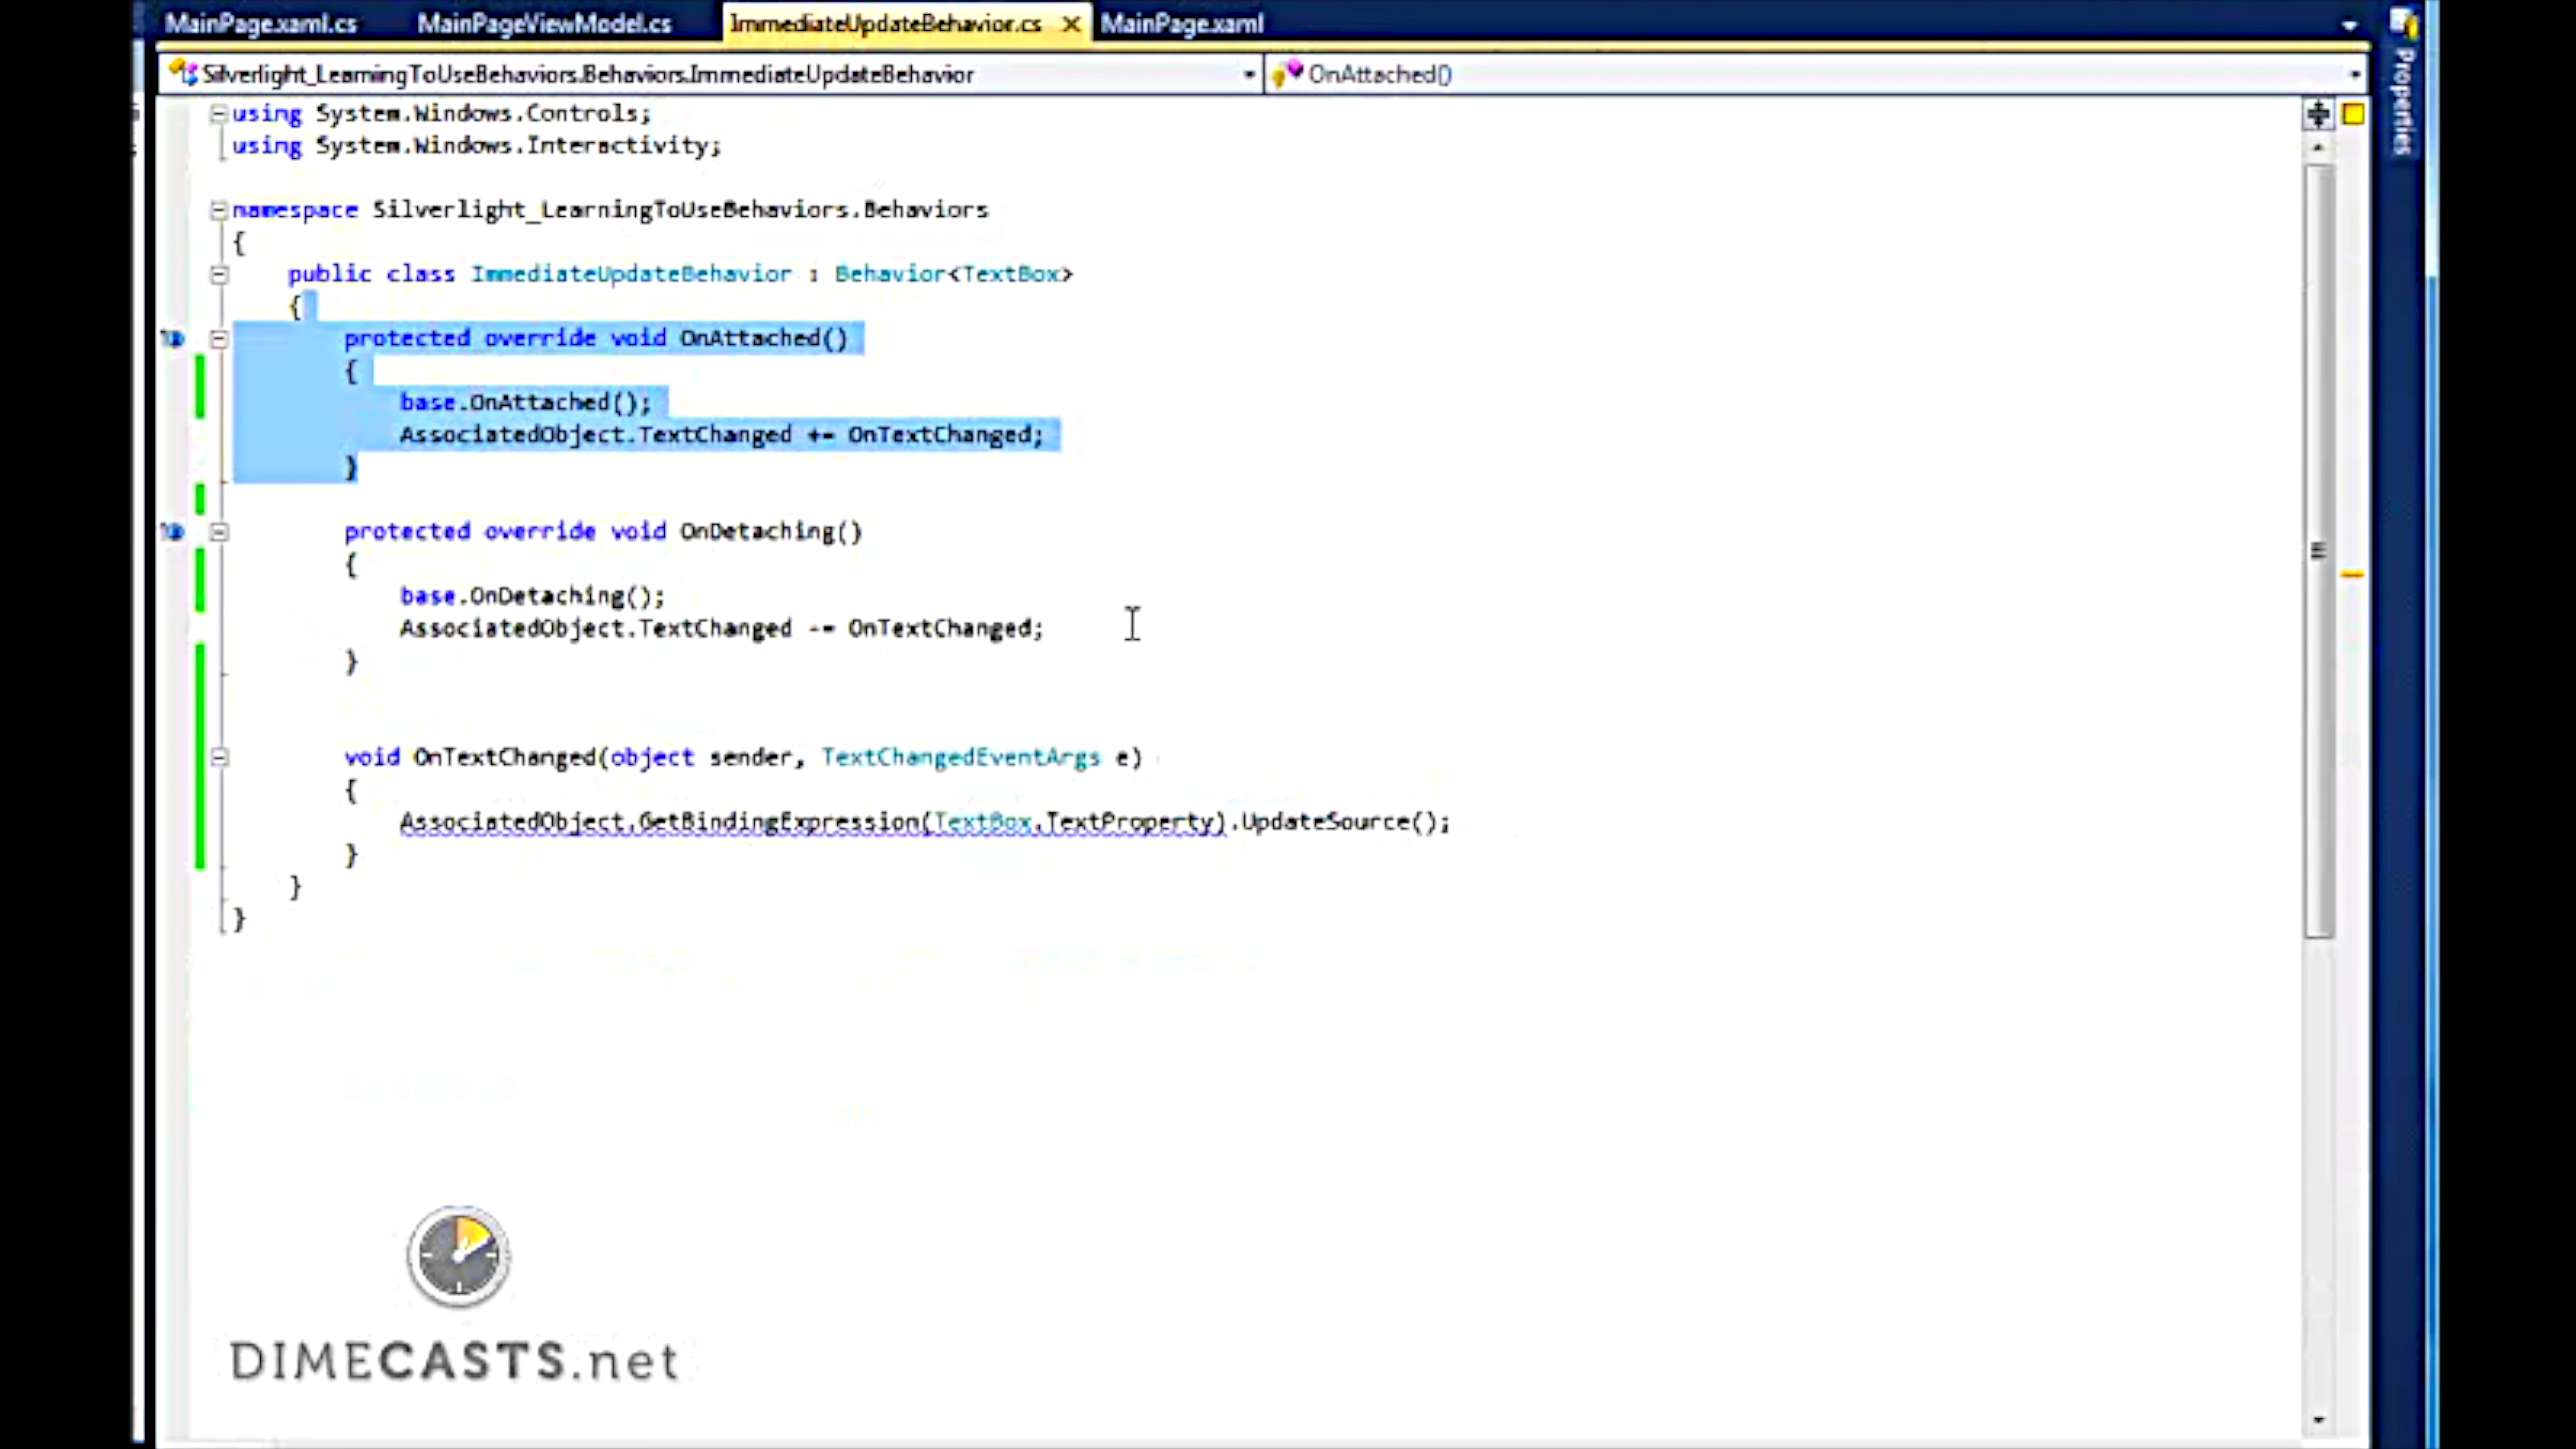 MainPage.xaml.cs MainPageViewModel.cs ImmediateUpdateBehavior.cs MainPage.xaml
Silverlight_LearningToUseBehaviors.Behaviors.ImmediateUpdateBehavior OnAttached()
Properties
using System.Windows.Controls;
using System.Windows.Interactivity;
namespace Silverlight_LearningToUseBehaviors.Behaviors
{
public class ImmediateUpdateBehavior : Behavior<TextBox>
{
protected override void OnAttached()
{
base.OnAttached();
AssociatedObject.TextChanged += OnTextChanged;
}
protected override void OnDetaching()
{
base.OnDetaching();
AssociatedObject.TextChanged -= OnTextChanged;
}
void OnTextChanged(object sender, TextChangedEventArgs e)
{
AssociatedObject.GetBindingExpression(TextBox.TextProperty).UpdateSource();
}
}
}
DIMECASTS.net